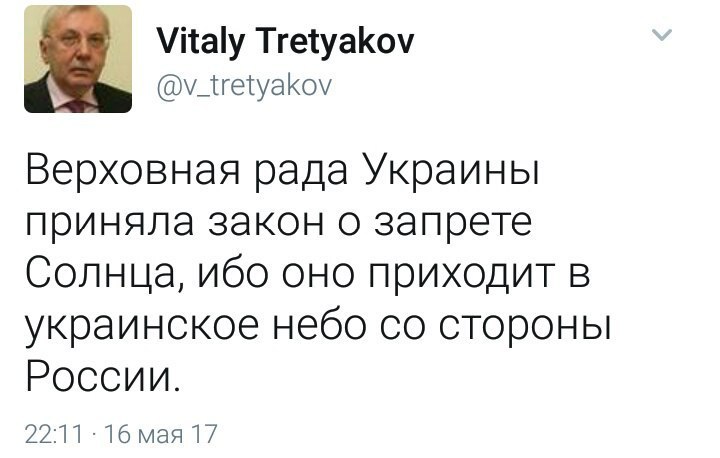 Vitaly Tretyakov
@v_tretyakov
Верховная рада Украины
приняла закон о запрете
Солнца, ибо оно приходит в
украинское небо со стороны
России.
22:11 · 16 мая 17